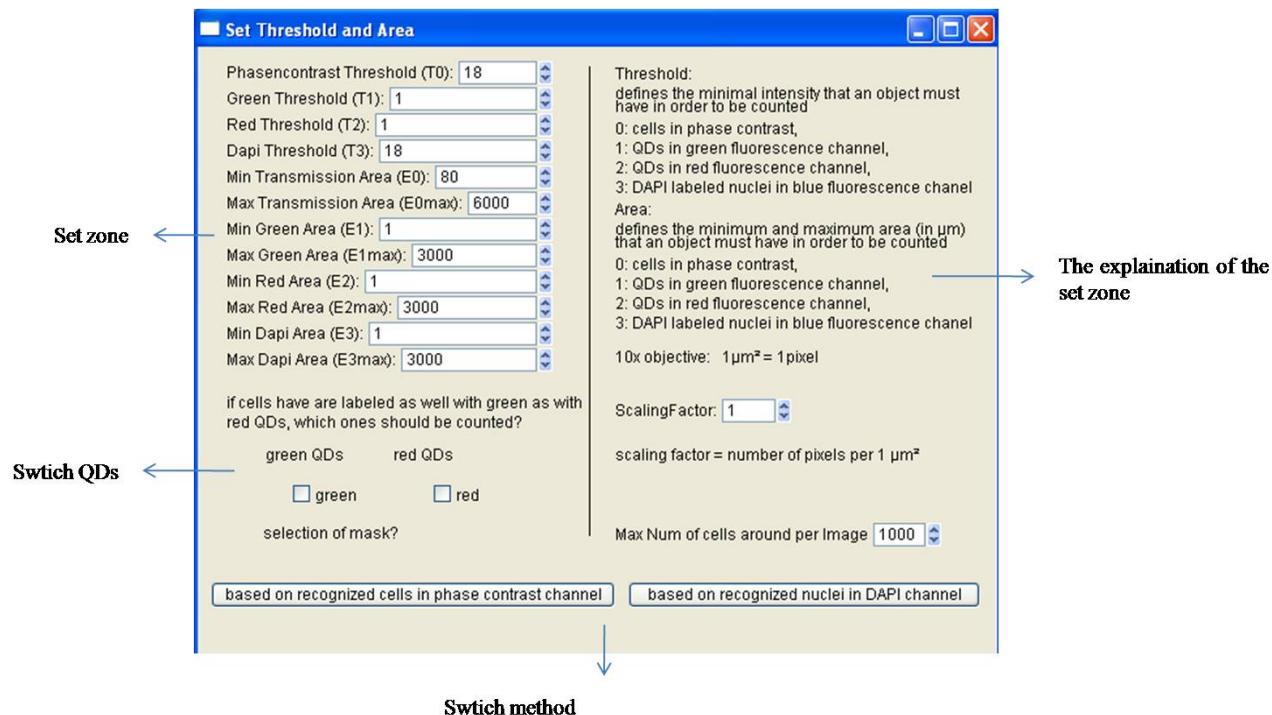 Set Threshold and Area
Phasencontrast Threshold (T0): 18
Green Threshold (T1): 1
Red Threshold (T2): 1
Dapi Threshold (T3): 18
Min Transmission Area (E0): 80
Max Transmission Area (E0max): 6000
Min Green Area (E1): 1
Max Green Area (E1max): 3000
Min Red Area (E2): 1
Max Red Area (E2max): 3000
Min Dapi Area (E3): 1
Max Dapi Area (E3max): 3000
if cells have are labeled as well with green as with
red QDs, which ones should be counted?
green QDs red QDs
green red
selection of mask?
Threshold:
defines the minimal intensity that an object must
have in order to be counted
0: cells in phase contrast,
1: QDs in green fluorescence channel,
2: QDs in red fluorescence channel,
3: DAPI labeled nuclei in blue fluorescence chanel
Area:
defines the minimum and maximum area (in µm)
that an object must have in order to be counted
0: cells in phase contrast,
1: QDs in green fluorescence channel,
2: QDs in red fluorescence channel,
3: DAPI labeled nuclei in blue fluorescence chanel
10x objective: 1µm² = 1pixel
ScalingFactor: 1
scaling factor = number of pixels per 1 µm²
Max Num of cells around per Image 1000
based on recognized cells in phase contrast channel
based on recognized nuclei in DAPI channel
Set zone
Swtich QDs
The explaination of the
set zone
Swtich method